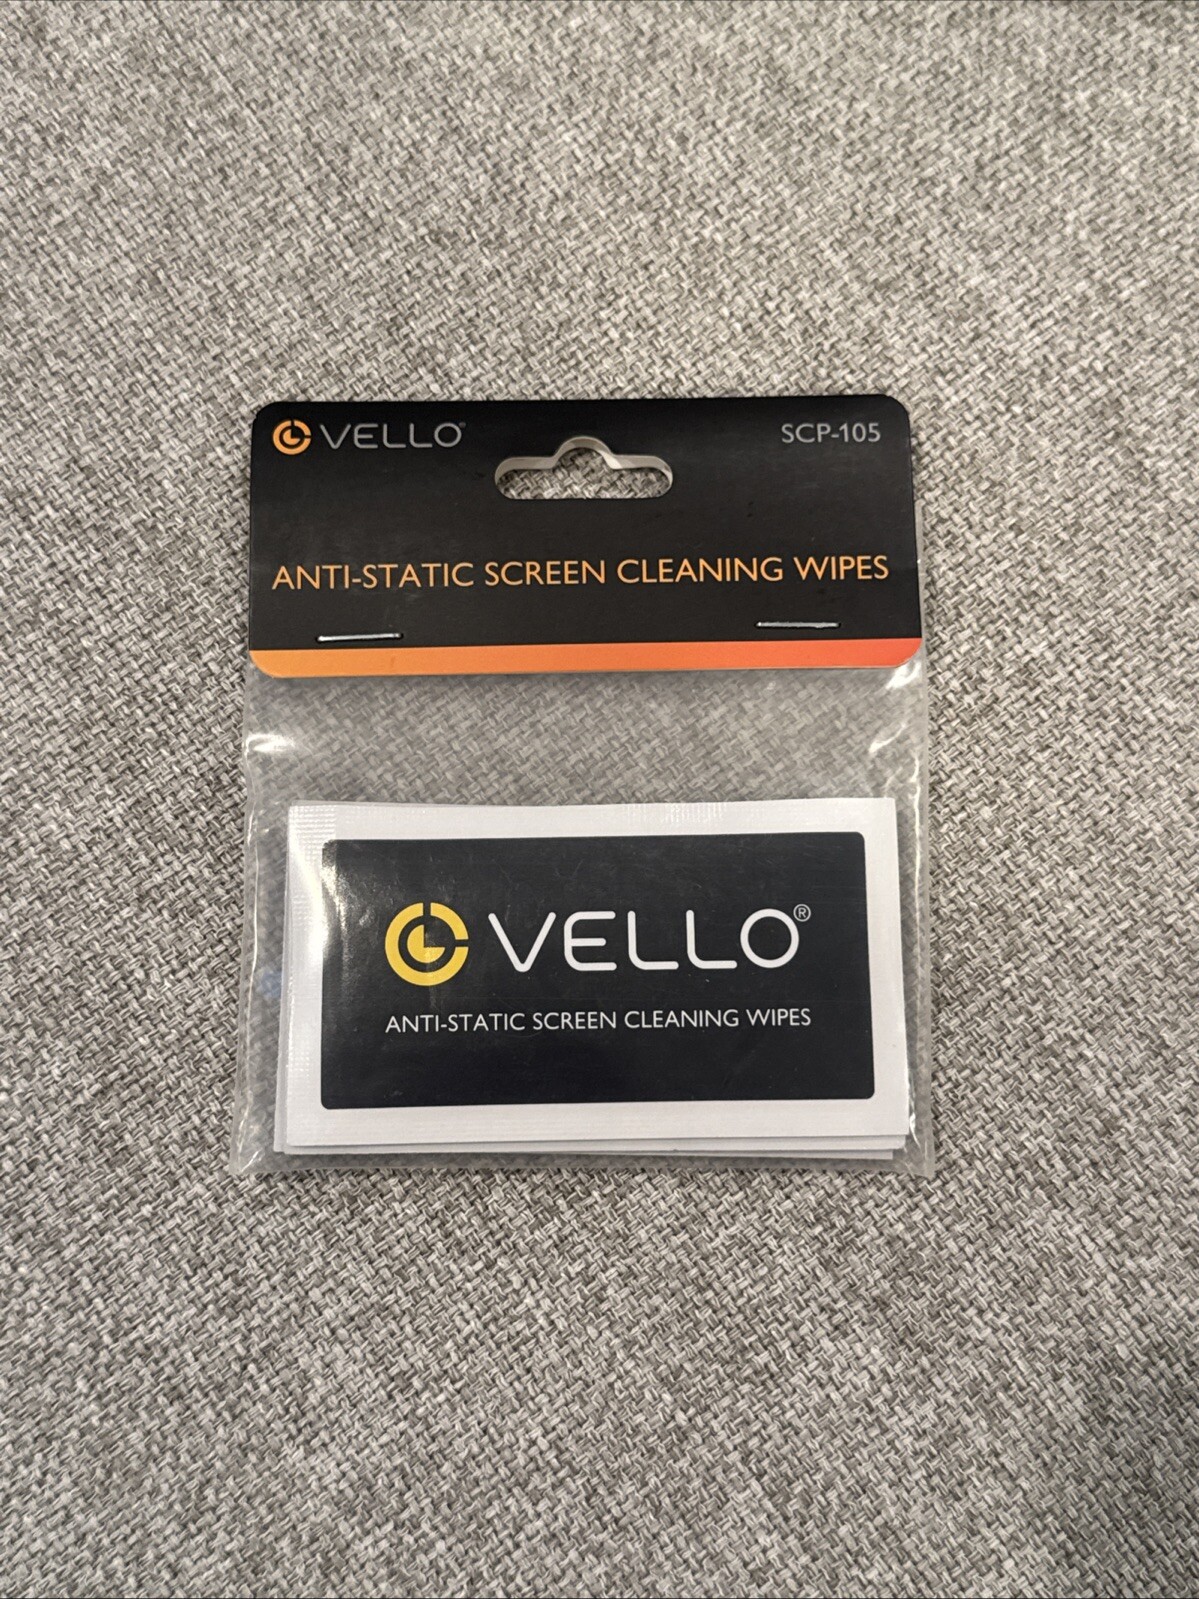 VELLO® SCP-105
ANTI-STATIC SCREEN CLEANING WIPES
VELLO®
ANTI-STATIC SCREEN CLEANING WIPES